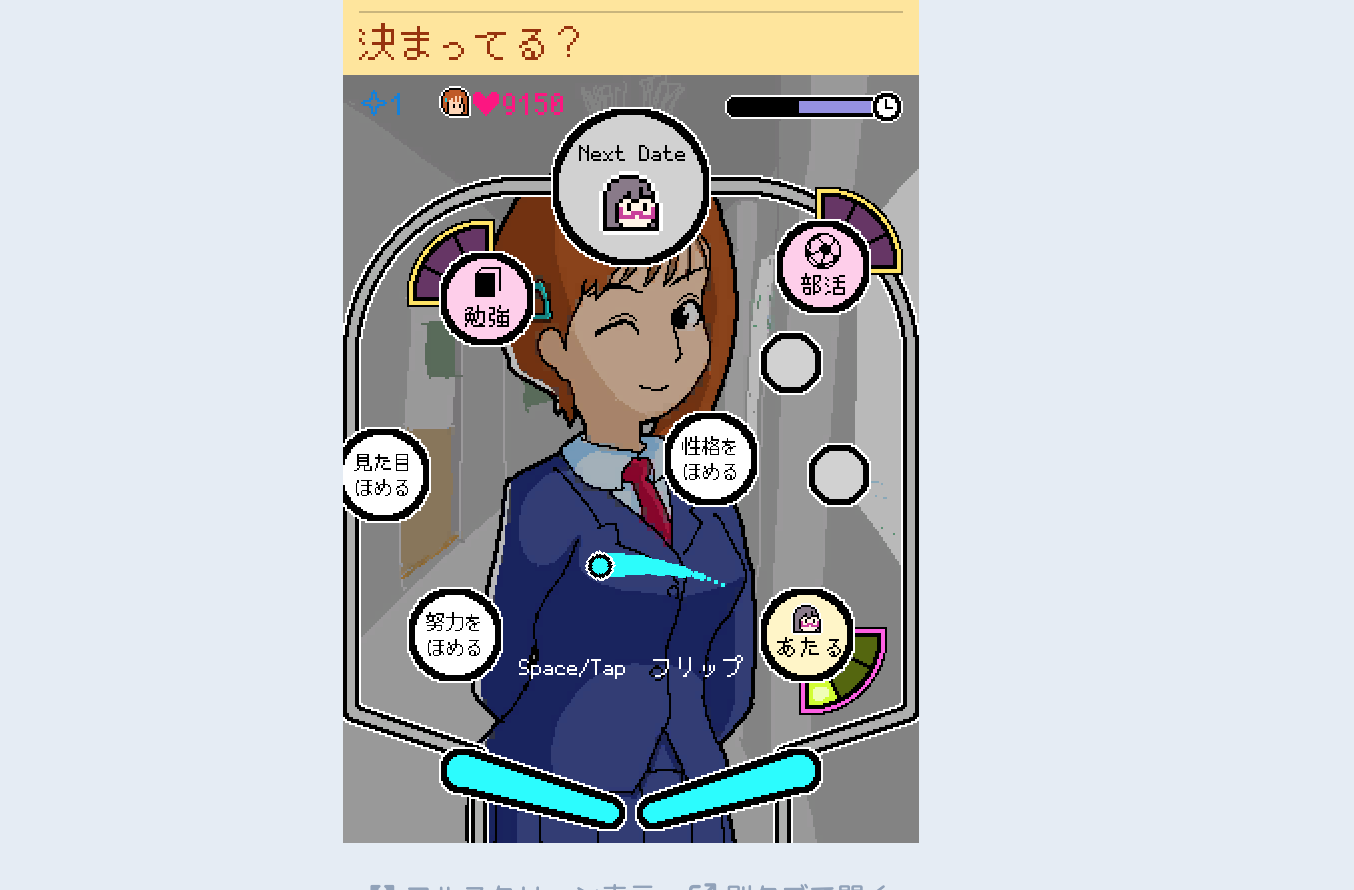 決まってる？
1
9150
Next Date
部活
勉強
性格を
ほめる
見た目
ほめる
努力を
ほめる
あたる
Space/Tap フリップ